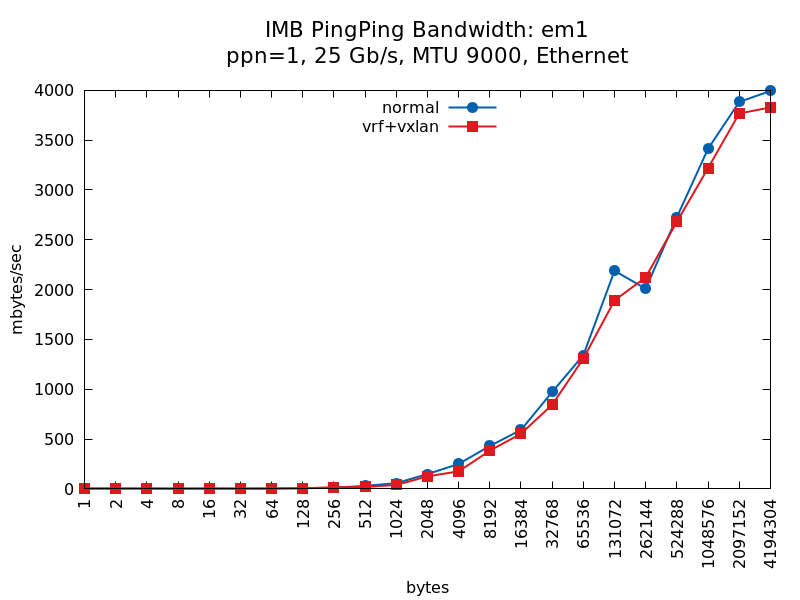 IMB PingPing Bandwidth: em1
ppn=1, 25 Gb/s, MTU 9000, Ethernet
normal
vrf+vxlan
mbytes/sec
4000
3500
3000
2500
2000
1500
1000
500
0
1 2 4 8 16 32 64 128 256 512 1024 2048 4096 8192 16384 32768 65536 131072 262144 524288 1048576 2097152 4194304
bytes